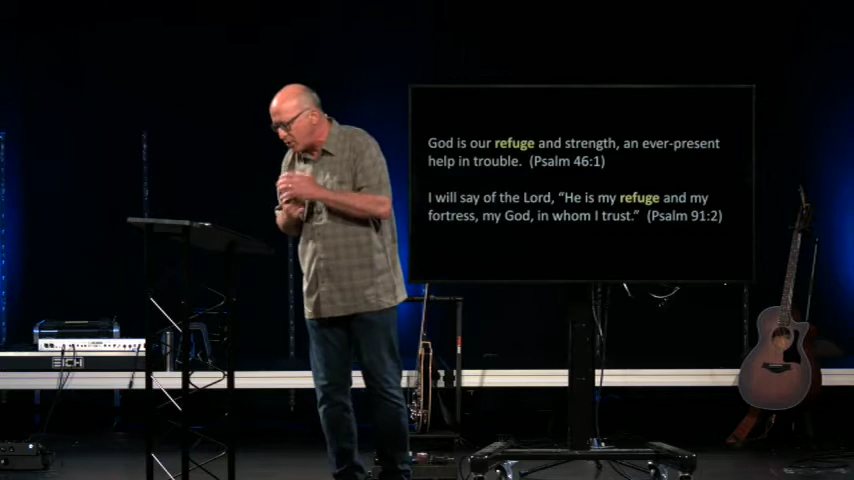 God is our refuge and strength, an ever-present
help in trouble. (Psalm 46:1)
I will say of the Lord, “He is my refuge and my
fortress, my God, in whom I trust.” (Psalm 91:2)